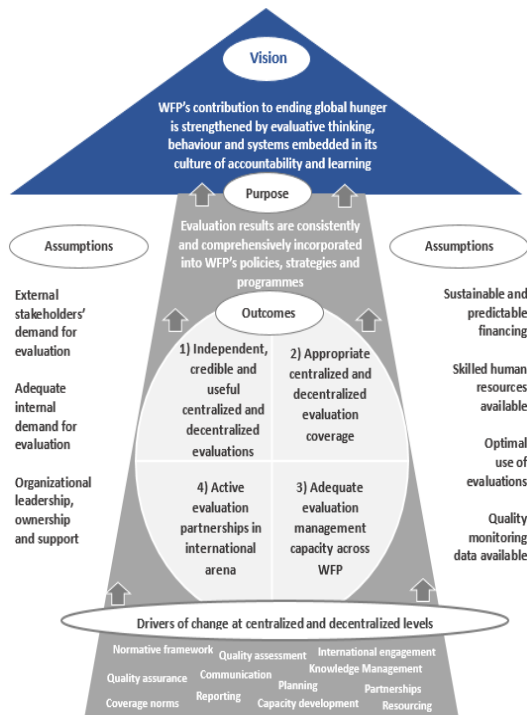 Vision
WFP's contribution to ending global hunger
is strengthened by evaluative thinking,
behaviour and systems embedded in its
culture of accountability and learning
Purpose
Evaluation results are consistently
and comprehensively incorporated
into WFP's policies, strategies and
programmes
Assumptions
External
stakeholders'
demand for
evaluation
Adequate
internal
demand for
evaluation
Organizational
leadership,
ownership
and support
Outcomes
1) Independent,
credible and
useful
centralized and
decentralized
evaluations
2) Appropriate
centralized and
decentralized
evaluation
coverage
4) Active
evaluation
partnerships in
international
arena
3) Adequate
evaluation
management
capacity across
WFP
Assumptions
Sustainable and
predictable
financing
Skilled human
resources
available
Optimal
use of
evaluations
Quality
monitoring
data available
Drivers of change at centralized and decentralized levels
Normative framework
Quality assessment
International engagement
Quality assurance
Communication
Knowledge Management
Planning
Partnerships
Coverage norms
Reporting
Capacity development
Resourcing